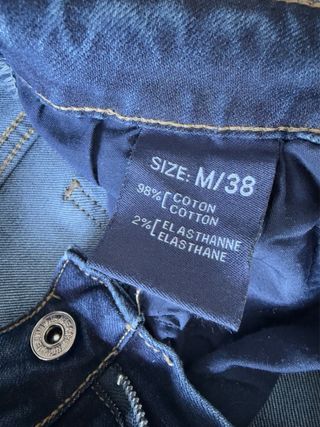 SIZE: M/38
98% [ COTON
COTTON
2% [ ELASTHANNE
ELASTHANE